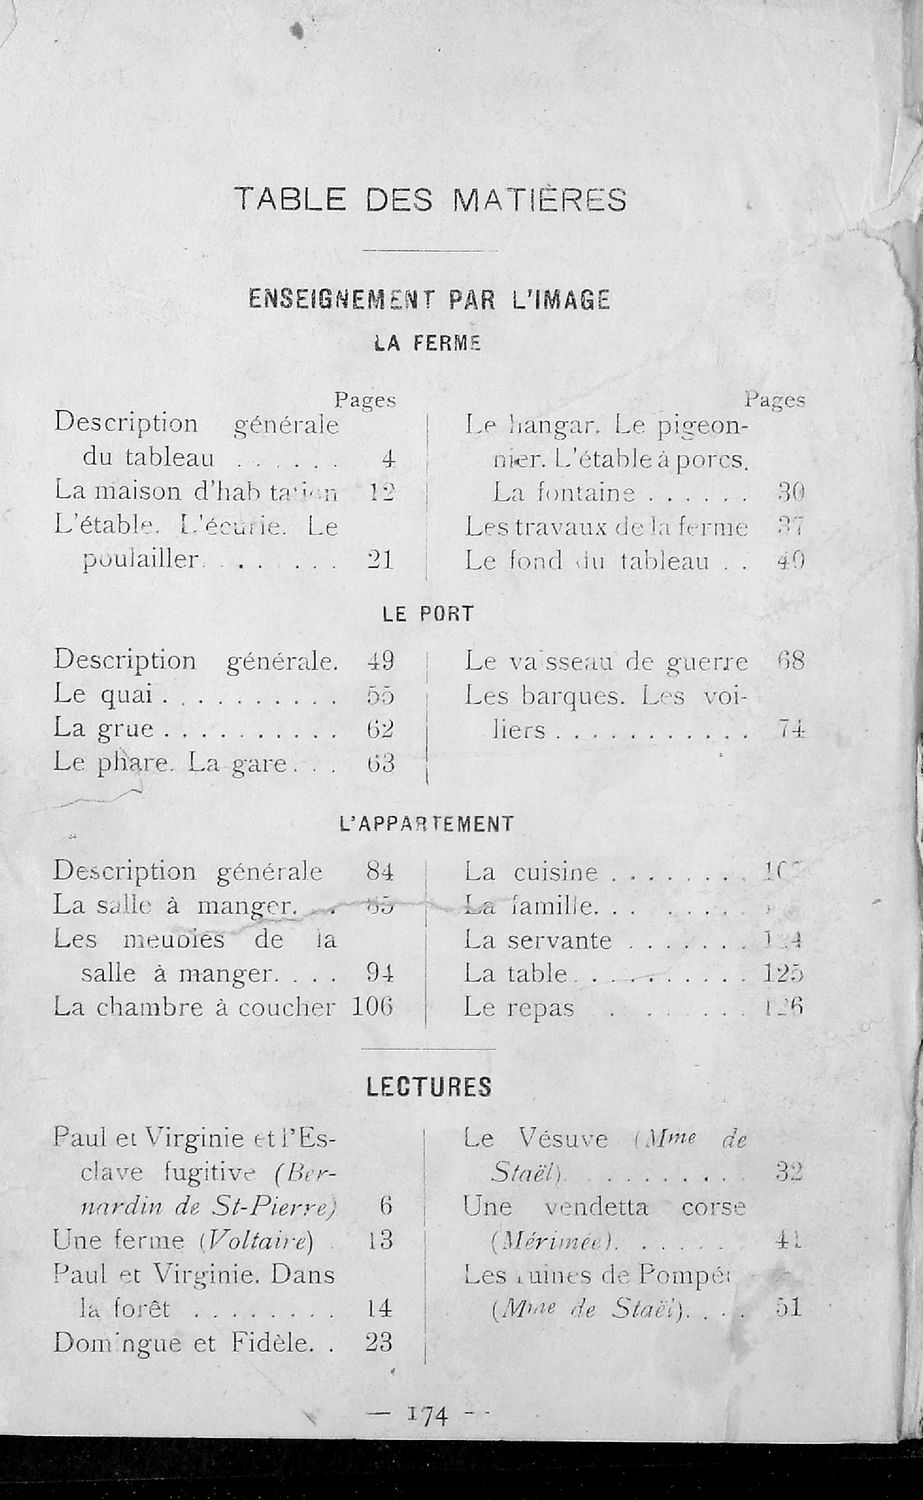 TABLE DES MATIÈRES
ENSEIGNEMENT PAR L'IMAGE
LA FERME
Pages
Description générale
du tableau . . . . . . 4
La maison d'habitation 12
L'étable. L'écurie. Le
poulailler. . . . . . . 21
Pages
Le hangar. Le pigeon-
nier. L'étable à porcs.
La fontaine . . . . . . 30
Les travaux de la ferme 37
Le fond du tableau . . 40
LE PORT
Description générale. 49
Le quai . . . . . . . . . . 55
La grue . . . . . . . . . . 62
Le phare. La gare. . . 63
Le vaisseau de guerre 68
Les barques. Les voi-
liers . . . . . . . . . . . 74
L'APPARTEMENT
Description générale 84
La salle à manger. . . 85
Les meubles de la
salle à manger. . . . 94
La chambre à coucher 106
La cuisine . . . . . . . .
La famille. . . . . . . .
La servante . . . . . . .
La table . . . . . . . . . . 125
Le repas . . . . . . . . 126
LECTURES
Paul et Virginie et l'Es-
clave fugitive (Ber-
nardin de St-Pierre) 6
Une ferme (Voltaire) . 13
Paul et Virginie. Dans
la forêt . . . . . . . . 14
Domingue et Fidèle. . 23
Le Vésuve (Mme de
Staël). . . . . . . . . 32
Une vendetta corse
(Mérimée). . . . . . 41
Les ruines de Pompéi
(Mme de Staël). . . . 51
— 174 —